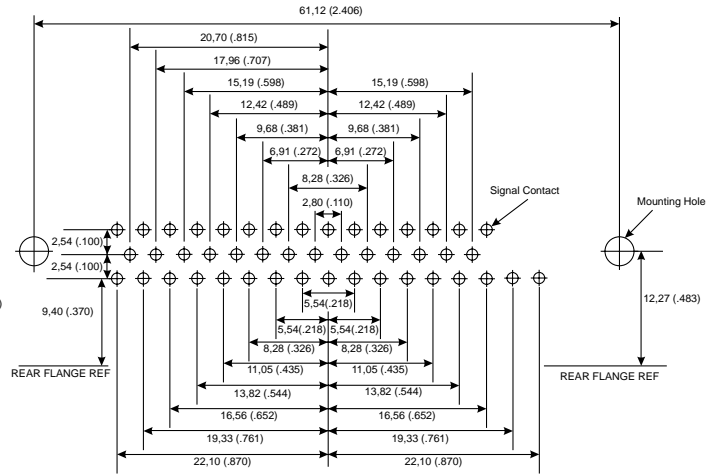 61,12 (2.406)
20,70 (.815)
17,96 (.707)
15,19 (.598) 15,19 (.598)
12,42 (.489) 12,42 (.489)
9,68 (.381) 9,68 (.381)
6,91 (.272) 6,91 (.272)
8,28 (.326)
Signal Contact
2,80 (.110)
Mounting Hole
2,54 (.100)
2,54 (.100)
)
9,40 (.370)
12,27 (.483)
5,54(.218)
5,54(.218) 5,54(.218)
8,28 (.326) 8,28 (.326)
11,05 (.435) 11,05 (.435)
REAR FLANGE REF REAR FLANGE REF
13,82 (.544) 13,82 (.544)
16,56 (.652) 16,56 (.652)
19,33 (.761) 19,33 (.761)
22,10 (.870) 22,10 (.870)